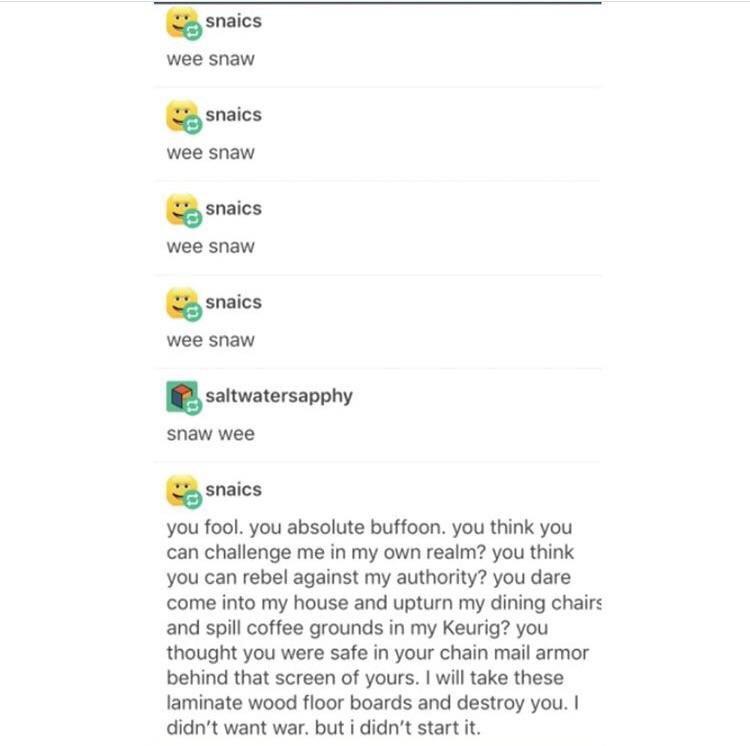 snaics
wee snaw
snaics
wee snaw
snaics
wee snaw
snaics
wee snaw
saltwatersapphy
snaw wee
snaics
you fool. you absolute buffoon. you think you
can challenge me in my own realm? you think
you can rebel against my authority? you dare
come into my house and upturn my dining chairs
and spill coffee grounds in my Keurig? you
thought you were safe in your chain mail armor
behind that screen of yours. I will take these
laminate wood floor boards and destroy you. I
didn't want war. but i didn't start it.